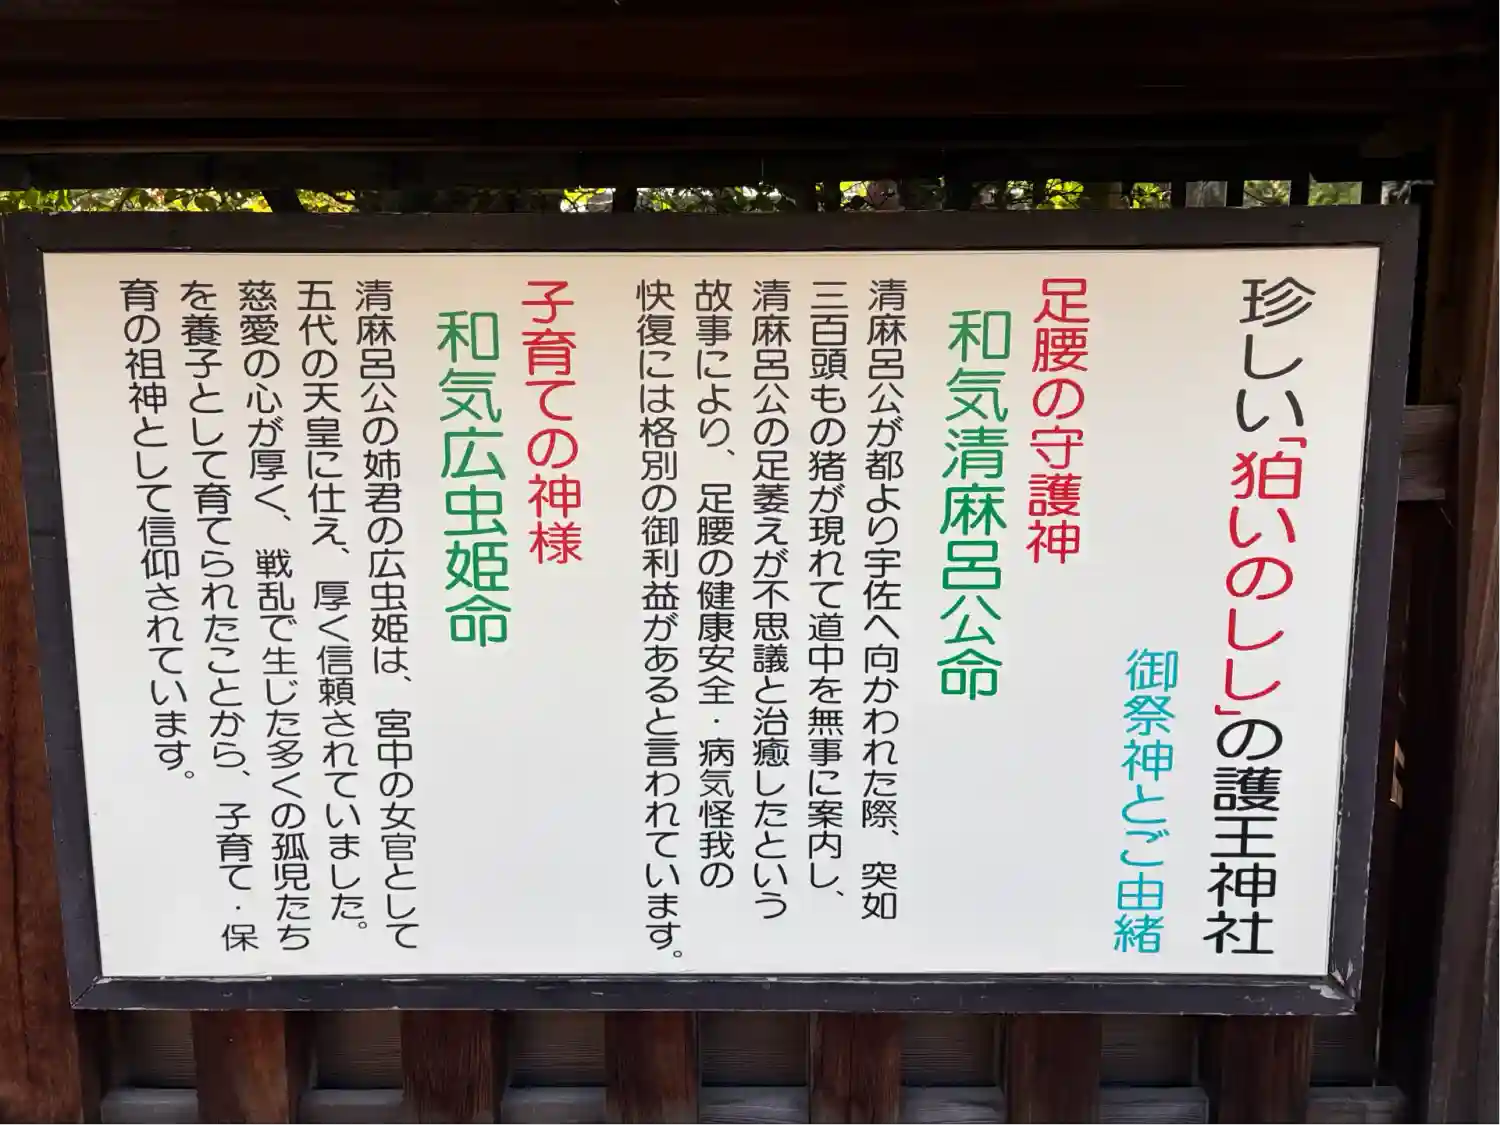 珍しい「狛いのしし」の護王神社
御祭神とご由緒
足腰の守護神
和気清麻呂公命
清麻呂公が都より宇佐へ向かわれた際、突如
三百頭もの猪が現れて道中を無事に案内し、
清麻呂公の足萎えが不思議と治癒したという
故事により、足腰の健康安全・病気怪我の
快復には格別の御利益があると言われています。
子育ての神様
和気広虫姫命
清麻呂公の姉君の広虫姫は、宮中の女官として
五代の天皇に仕え、厚く信頼されていました。
慈愛の心が厚く、戦乱で生じた多くの孤児たち
を養子として育てられたことから、子育て・保
育の祖神として信仰されています。